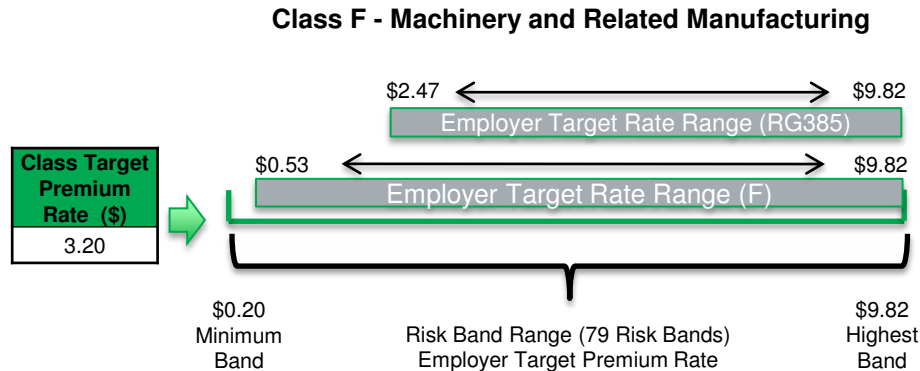 Class F - Machinery and Related Manufacturing
$2.47
$9.82
Employer Target Rate Range (RG385)
$0.53
$9.82
Employer Target Rate Range (F)
Class Target
Premium
Rate ($)
3.20
$0.20
Minimum
Band
Risk Band Range (79 Risk Bands)
Employer Target Premium Rate
$9.82
Highest
Band